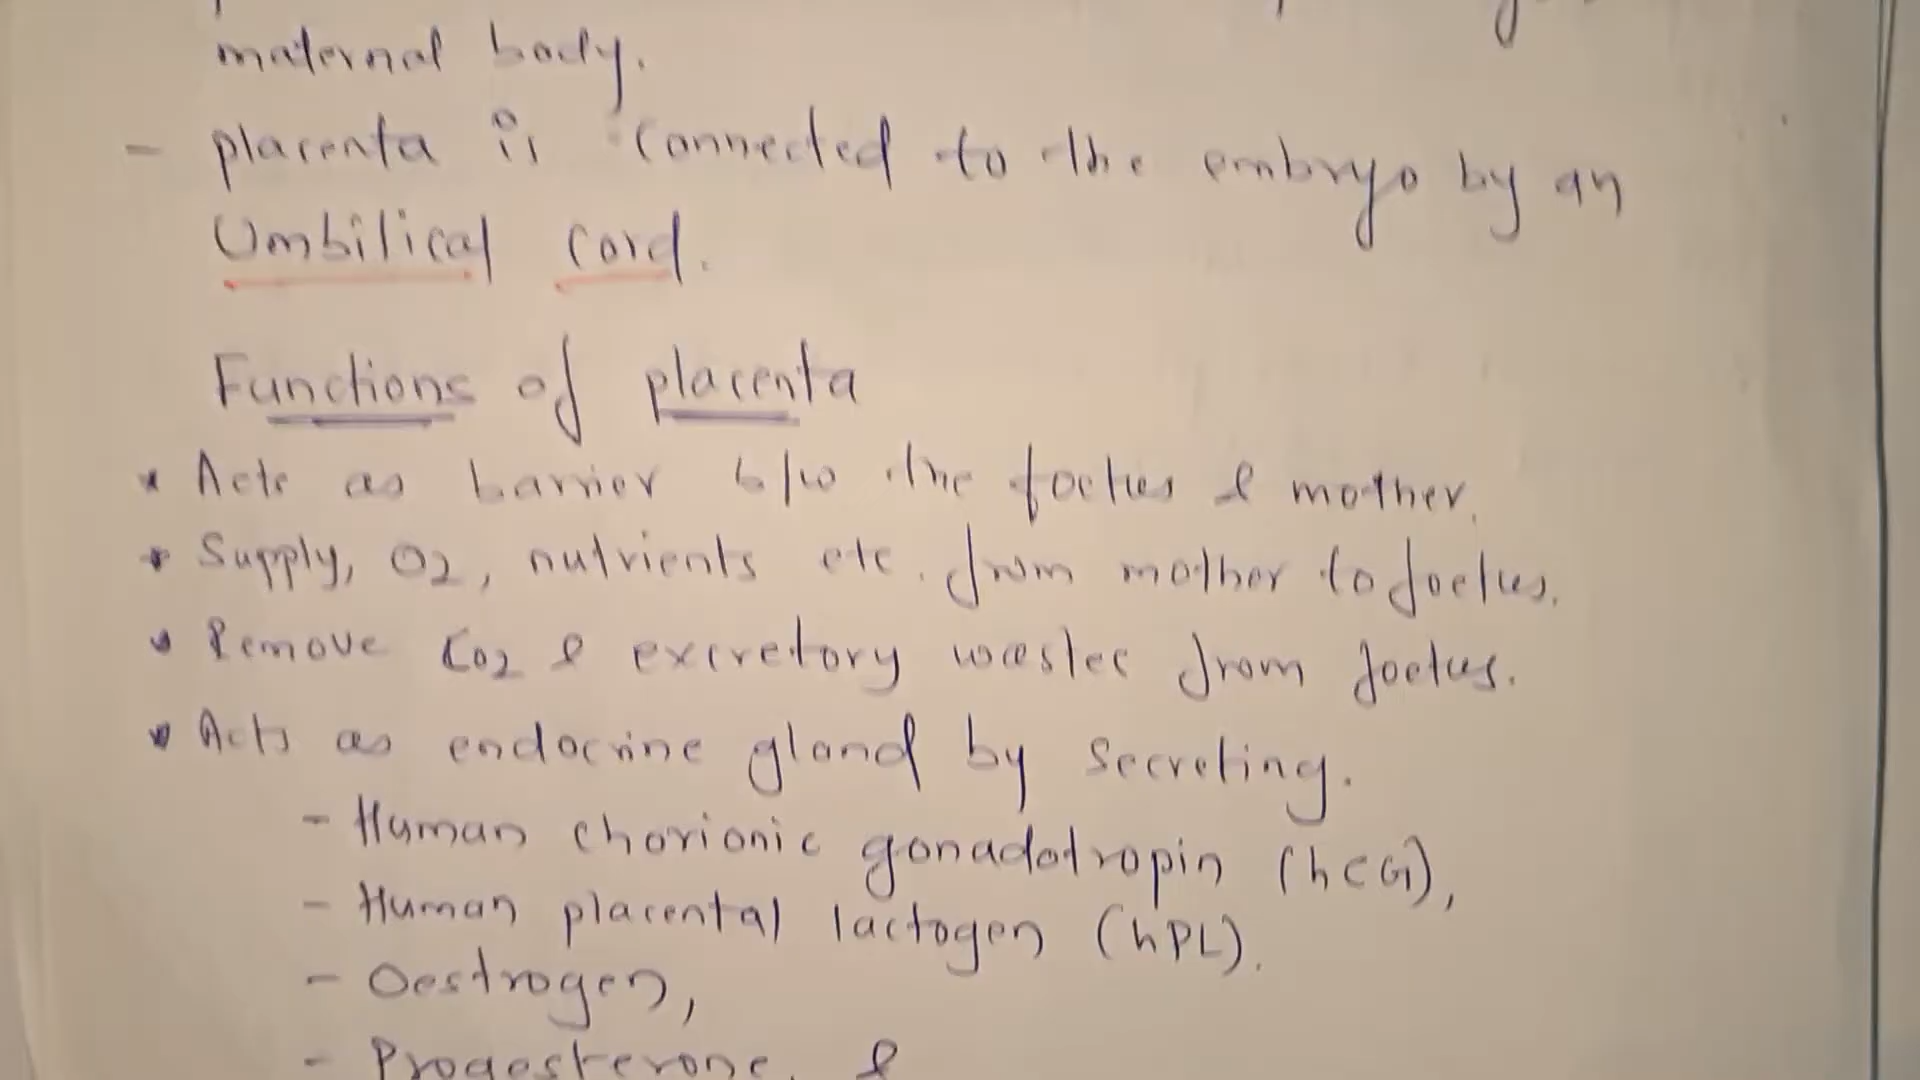 maternal body.
- placenta is connected to the embryo by an
Umbilical cord.
Functions of placenta
* Acts as barrier b/w the foetus & mother.
* Supply, O2, nutrients etc. from mother to foetus.
* Remove CO2 & excretory wastes from foetus.
* Acts as endocrine gland by secreting.
- Human chorionic gonadotropin (hCG),
- Human placental lactogen (hPL).
- Oestrogen,
- Progesterone, &